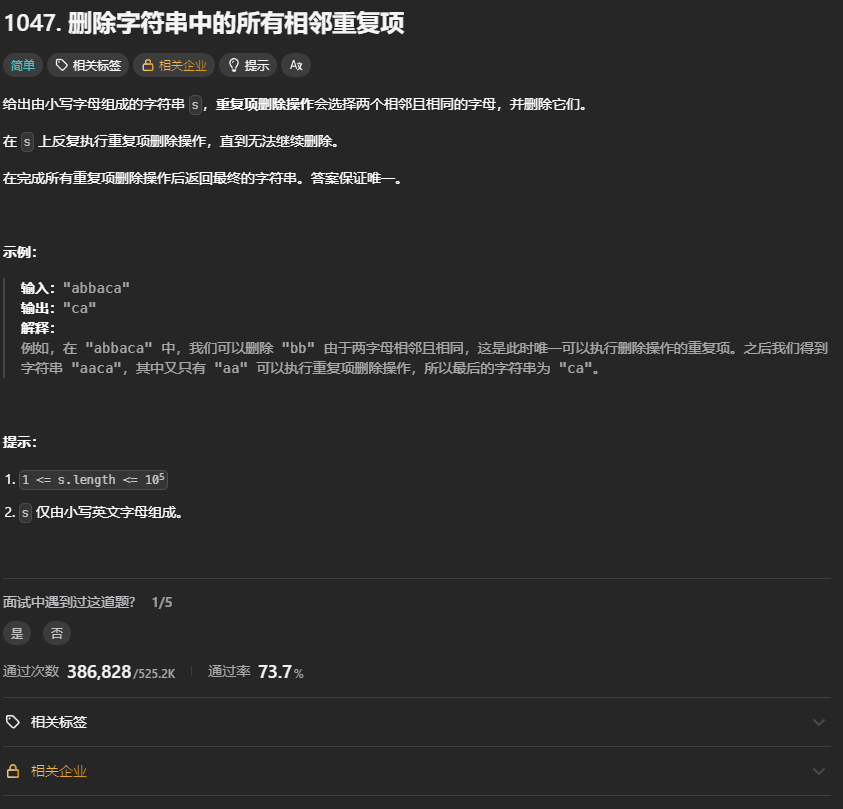 1047. 删除字符串中的所有相邻重复项
简单 相关标签 相关企业 提示 Aあ
给出由小写字母组成的字符串 s，重复项删除操作会选择两个相邻且相同的字母，并删除它们。
在 s 上反复执行重复项删除操作，直到无法继续删除。
在完成所有重复项删除操作后返回最终的字符串。答案保证唯一。
示例：
输入："abbaca"
输出："ca"
解释：
例如，在 "abbaca" 中，我们可以删除 "bb" 由于两字母相邻且相同，这是此时唯一可以执行删除操作的重复项。之后我们得到
字符串 "aaca"，其中又只有 "aa" 可以执行重复项删除操作，所以最后的字符串为 "ca"。
提示：
1. 1 <= s.length <= 10⁵
2. s 仅由小写英文字母组成。
面试中遇到过这道题? 1/5
是 否
通过次数 386,828/525.2K 通过率 73.7%
相关标签
相关企业